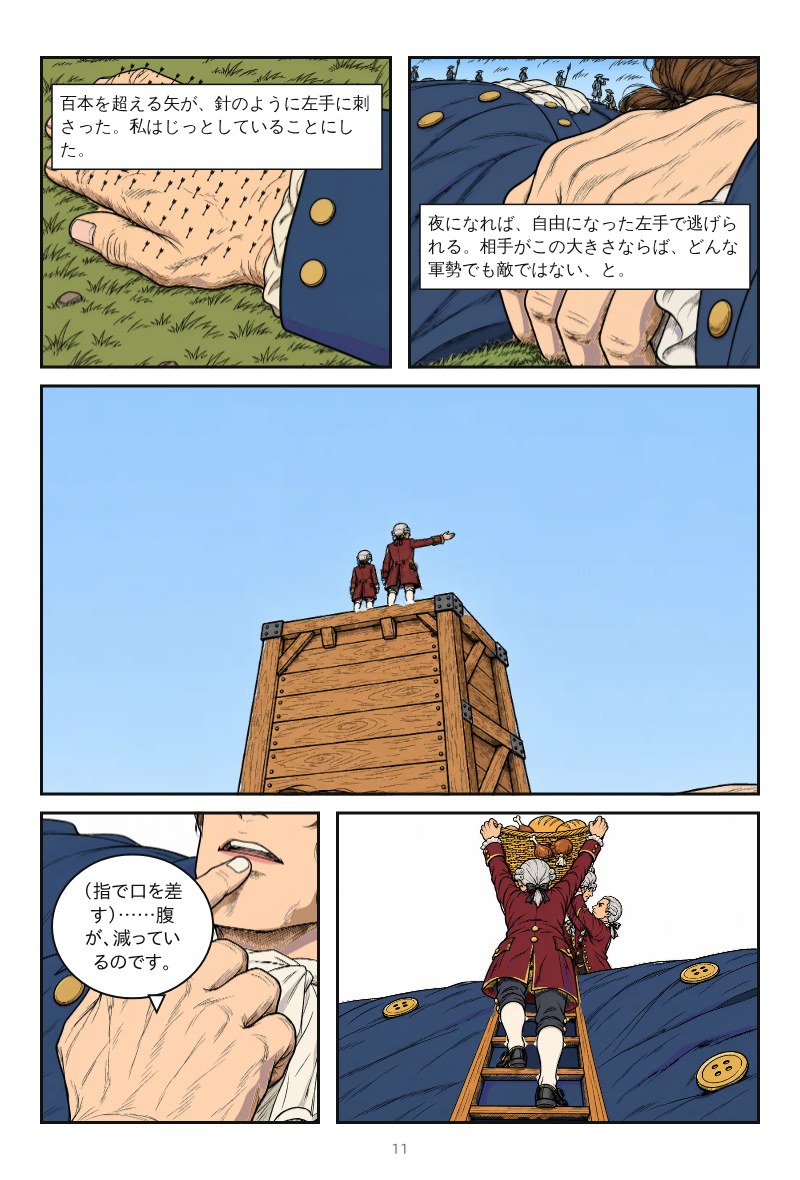 百本を超える矢が、針のように左手に刺
さった。私はじっとしていることにし
た。
夜になれば、自由になった左手で逃げら
れる。相手がこの大きさならば、どんな
軍勢でも敵ではない、と。
（指で口を差
す）……腹
が、減ってい
るのです。
11